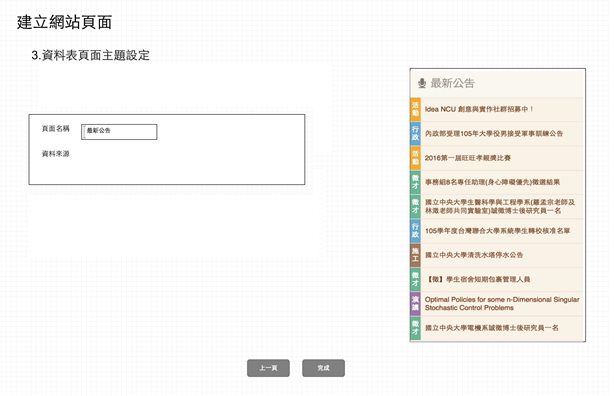 建立網站頁面
3.資料表頁面主題設定
頁面名稱
最新公告
資料來源
最新公告
活動
Idea NCU 創意與實作社群招募中！
行政
內政部受理105年大學役男接受軍事訓練公告
活動
2016第一屆旺旺孝親獎比賽
徵才
事務組8名專任助理(身心障礙優先)徵選結果
徵才
國立中央大學生醫科學與工程學系(羅孟宗老師及
林澂老師共同實驗室)誠徵博士後研究員一名
行政
105學年度台灣聯合大學系統學生轉校核准名單
施工
國立中央大學清洗水塔停水公告
徵才
【徵】學生宿舍短期包裹管理人員
演講
Optimal Policies for some n-Dimensional Singular
Stochastic Control Problems
徵才
國立中央大學電機系誠徵博士後研究員一名
上一頁
完成